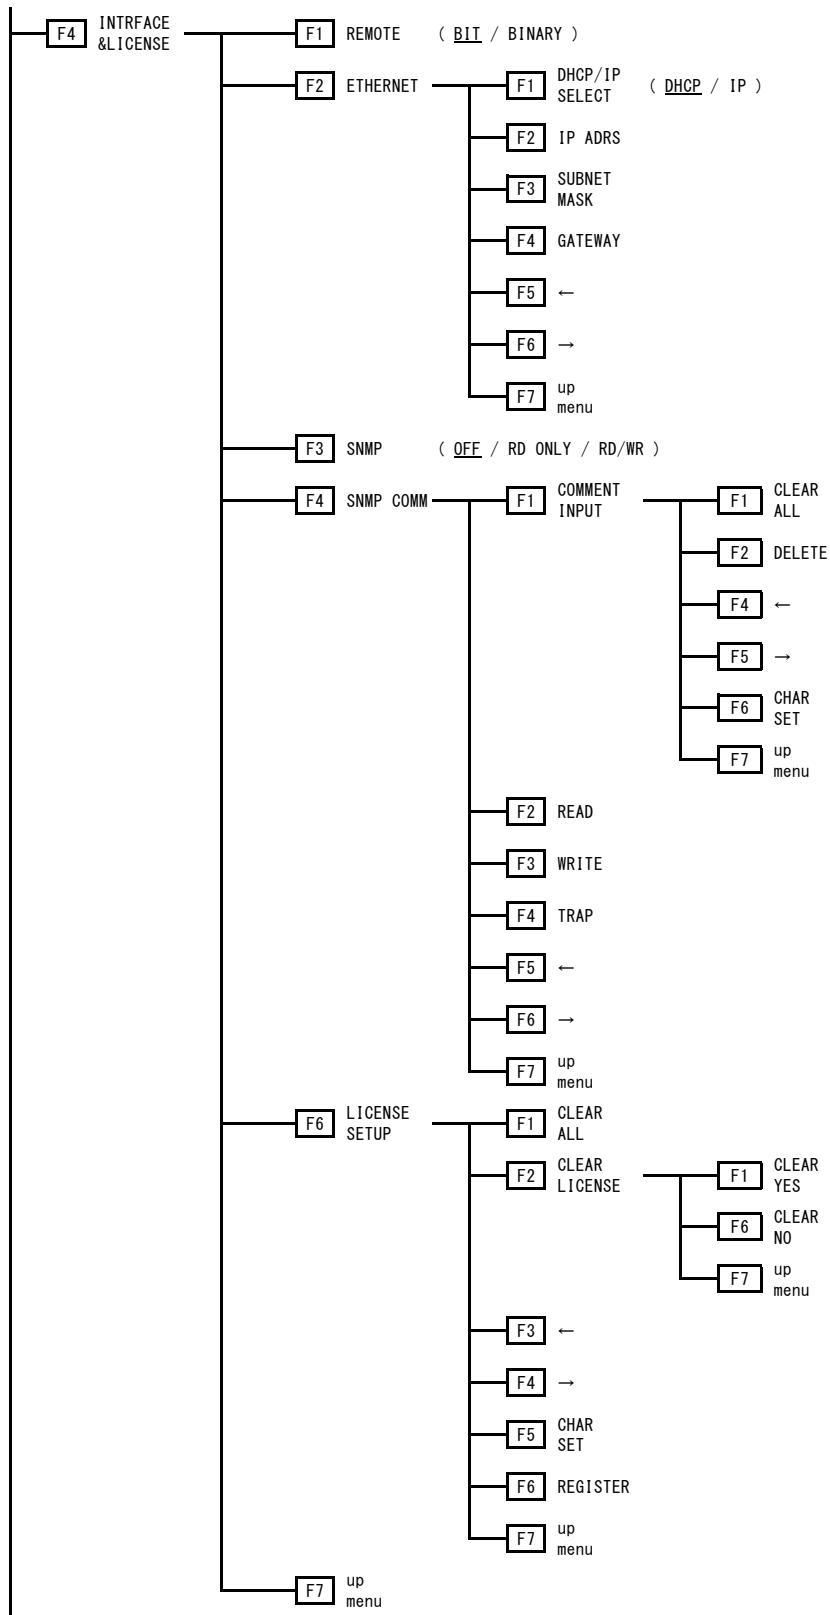 F4 INTRFACE
&LICENSE
F1 REMOTE ( BIT / BINARY )
F2 ETHERNET
F1 DHCP/IP
SELECT ( DHCP / IP )
F2 IP ADRS
F3 SUBNET
MASK
F4 GATEWAY
F5 ←
F6 →
F7 up
menu
F3 SNMP ( OFF / RD ONLY / RD/WR )
F4 SNMP COMM
F1 COMMENT
INPUT
F1 CLEAR
ALL
F2 DELETE
F4 ←
F5 →
F6 CHAR
SET
F7 up
menu
F2 READ
F3 WRITE
F4 TRAP
F5 ←
F6 →
F7 up
menu
F6 LICENSE
SETUP
F1 CLEAR
ALL
F2 CLEAR
LICENSE
F1 CLEAR
YES
F6 CLEAR
NO
F7 up
menu
F3 ←
F4 →
F5 CHAR
SET
F6 REGISTER
F7 up
menu
F7 up
menu